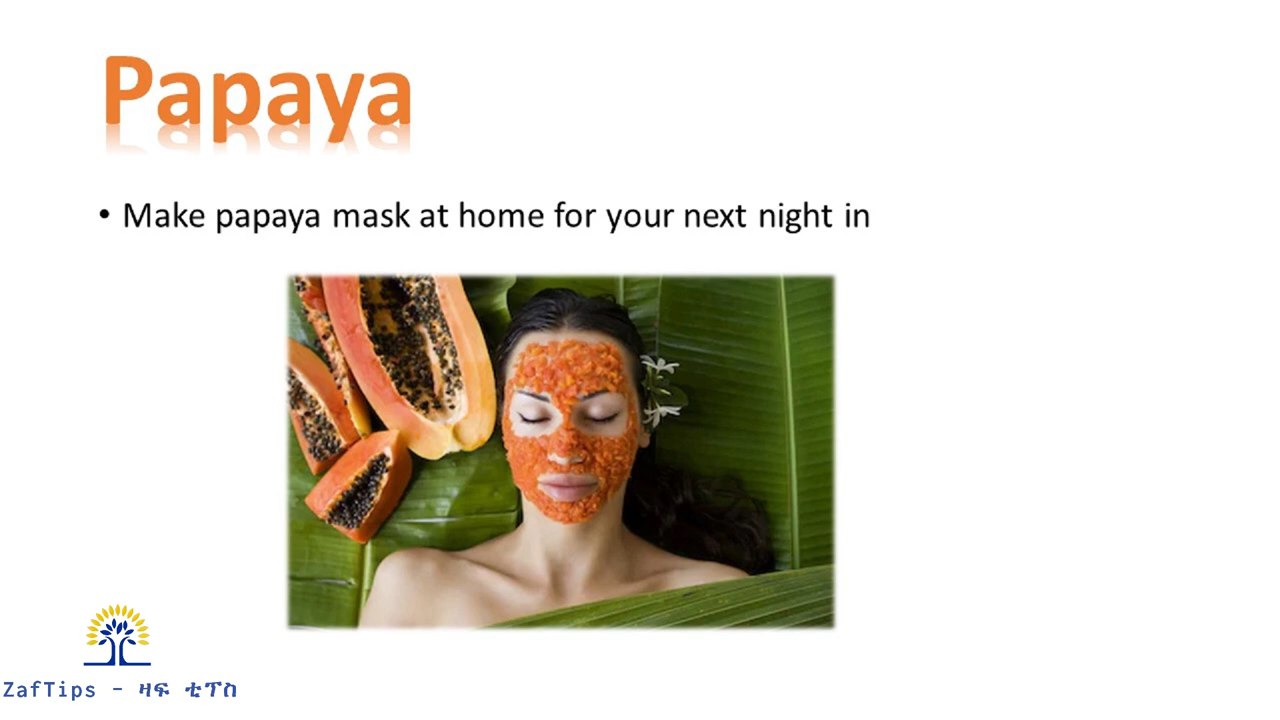 Papaya
• Make papaya mask at home for your next night in
ZafTips - ዛፍ ቲፕስ